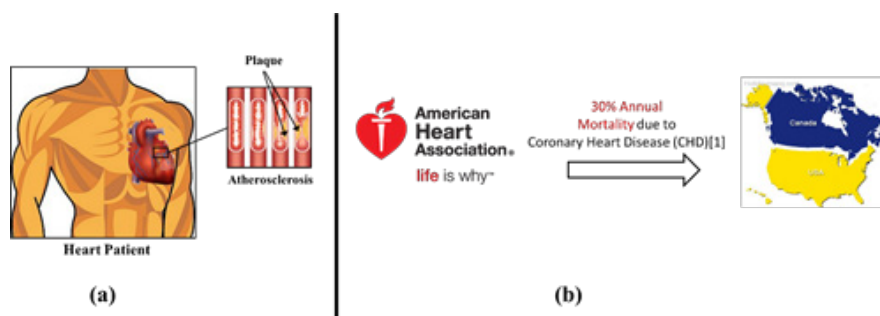 Plaque
Atherosclerosis
Heart Patient
(a)
American
Heart
Association®
life is why™
30% Annual
Mortality due to
Coronary Heart Disease (CHD)[1]
Canada
USA
(b)